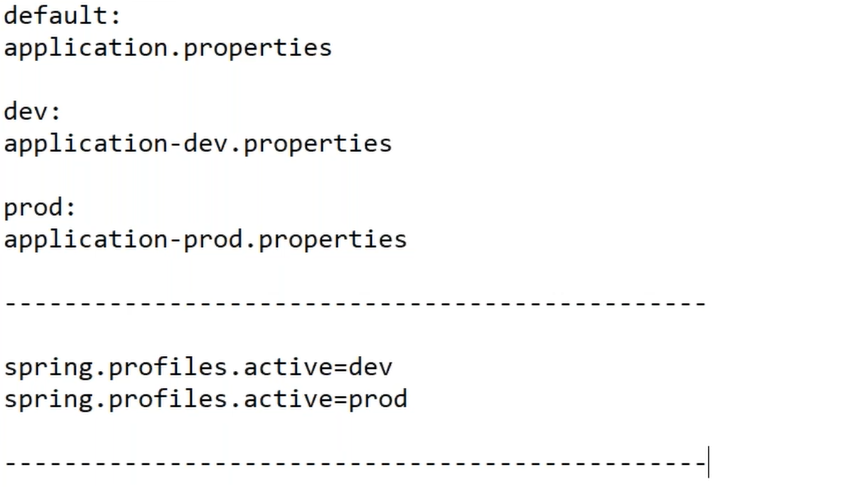 default:
application.properties
dev:
application-dev.properties
prod:
application-prod.properties
-----------------------------------------------
spring.profiles.active=dev
spring.profiles.active=prod
-----------------------------------------------